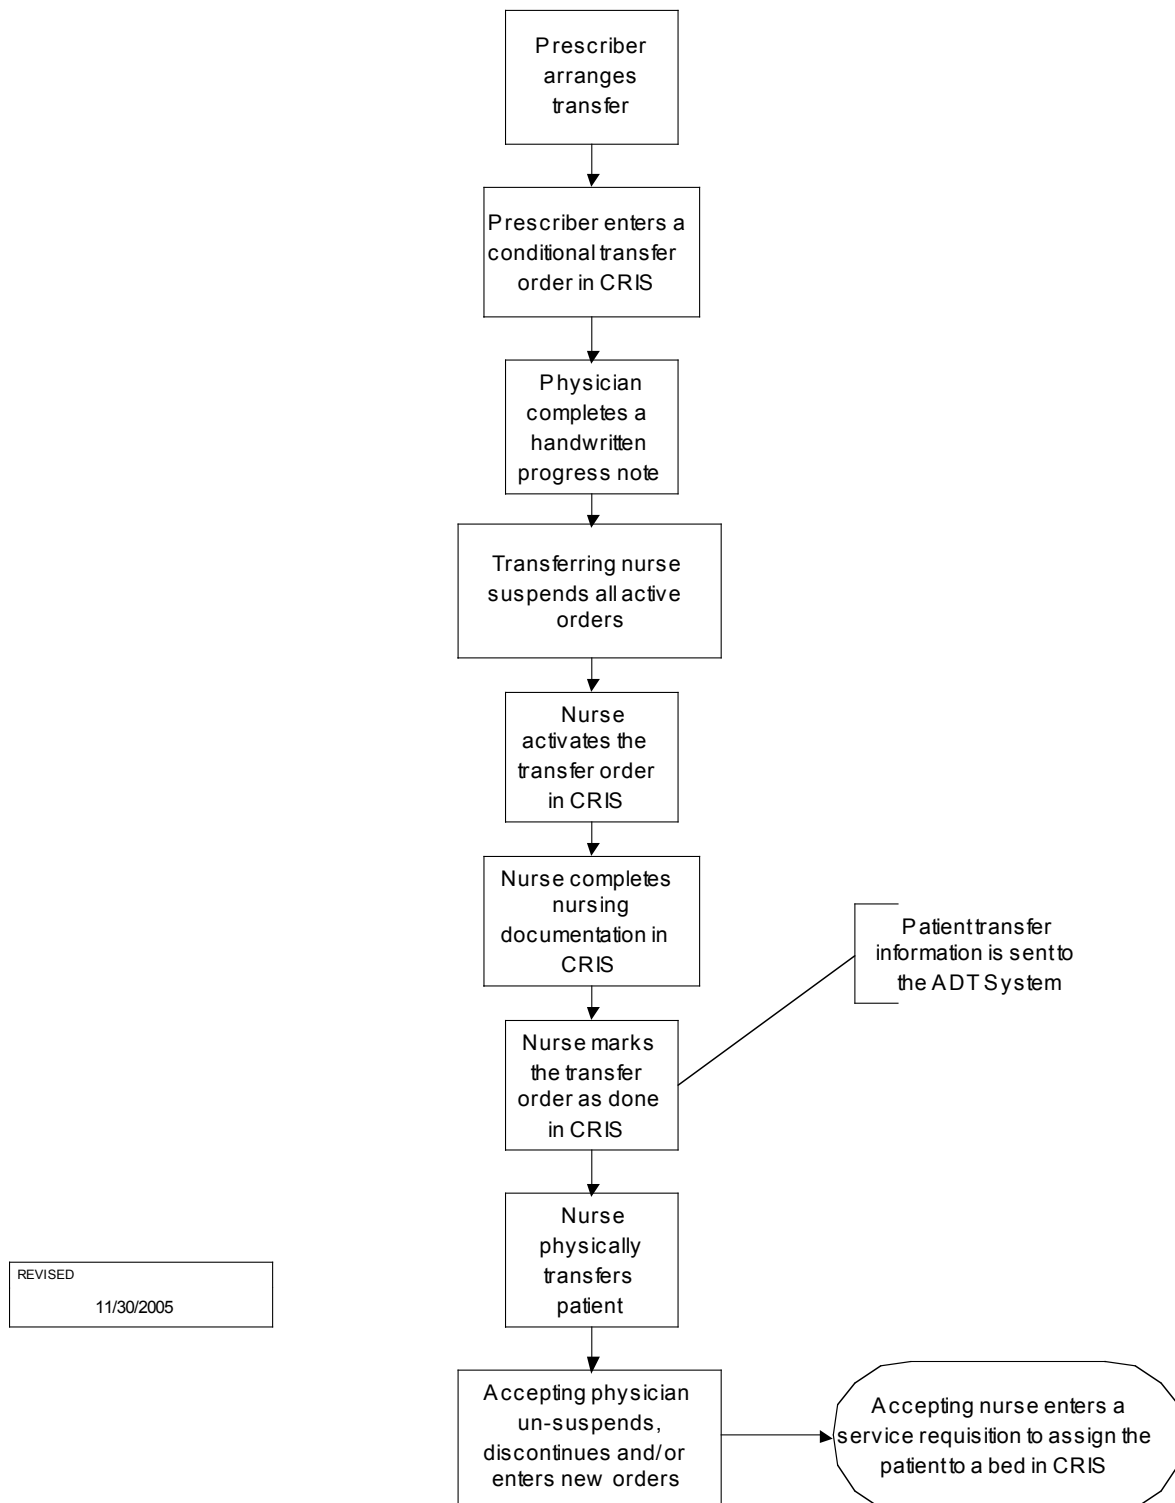 Prescriber
arranges
transfer
Prescriber enters a
conditional transfer
order in CRIS
Physician
completes a
handwritten
progress note
Transferring nurse
suspends all active
orders
Nurse
activates the
transfer order
in CRIS
Nurse completes
nursing
documentation in
CRIS
Patient transfer
information is sent to
the ADT System
Nurse marks
the transfer
order as done
in CRIS
Nurse
physically
transfers
patient
REVISED
11/30/2005
Accepting physician
un-suspends,
discontinues and/or
enters new orders
Accepting nurse enters a
service requisition to assign the
patient to a bed in CRIS